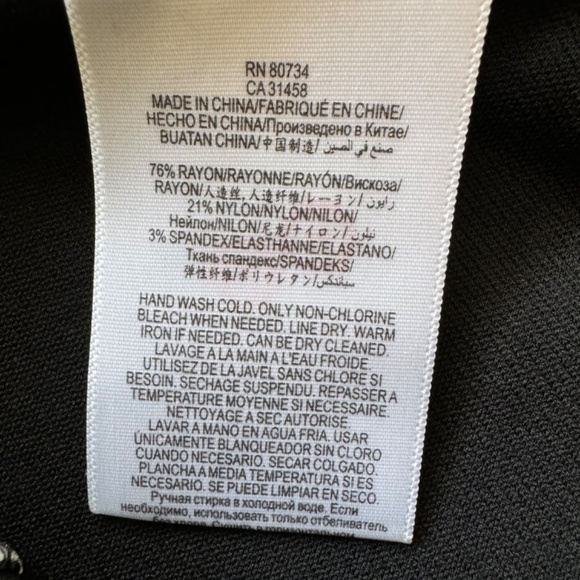 RN 80734
CA 31458
MADE IN CHINA/FABRIQUÉ EN CHINE/
HECHO EN CHINA/Произведено в Китае/
BUATAN CHINA/中国制造/ صنع في الصين/
76% RAYON/RAYONNE/RAYÓN/Вискоза/
RAYON/人造丝, 人造纤维/レーヨン/ رايون/
21% NYLON/NYLON/NILON/
Нейлон/NILON/尼龙/ナイロン/ نيلون/
3% SPANDEX/ELASTHANNE/ELASTANO/
Ткань спандекс/SPANDEKS/
弹性纤维/ポリウレタン/ سباندكس/
HAND WASH COLD. ONLY NON-CHLORINE
BLEACH WHEN NEEDED. LINE DRY. WARM
IRON IF NEEDED. CAN BE DRY CLEANED.
LAVAGE A LA MAIN A L'EAU FROIDE.
UTILISEZ DE LA JAVEL SANS CHLORE SI
BESOIN. SECHAGE SUSPENDU. REPASSER A
TEMPERATURE MOYENNE SI NECESSAIRE.
NETTOYAGE A SEC AUTORISE.
LAVAR A MANO EN AGUA FRIA. USAR
ÚNICAMENTE BLANQUEADOR SIN CLORO
CUANDO NECESARIO. SECAR COLGADO.
PLANCHA A MEDIA TEMPERATURA SI ES
NECESARIO. SE PUEDE LIMPIAR EN SECO.
Ручная стирка в холодной воде. Если
необходимо, использовать только отбеливатель
без хлора.